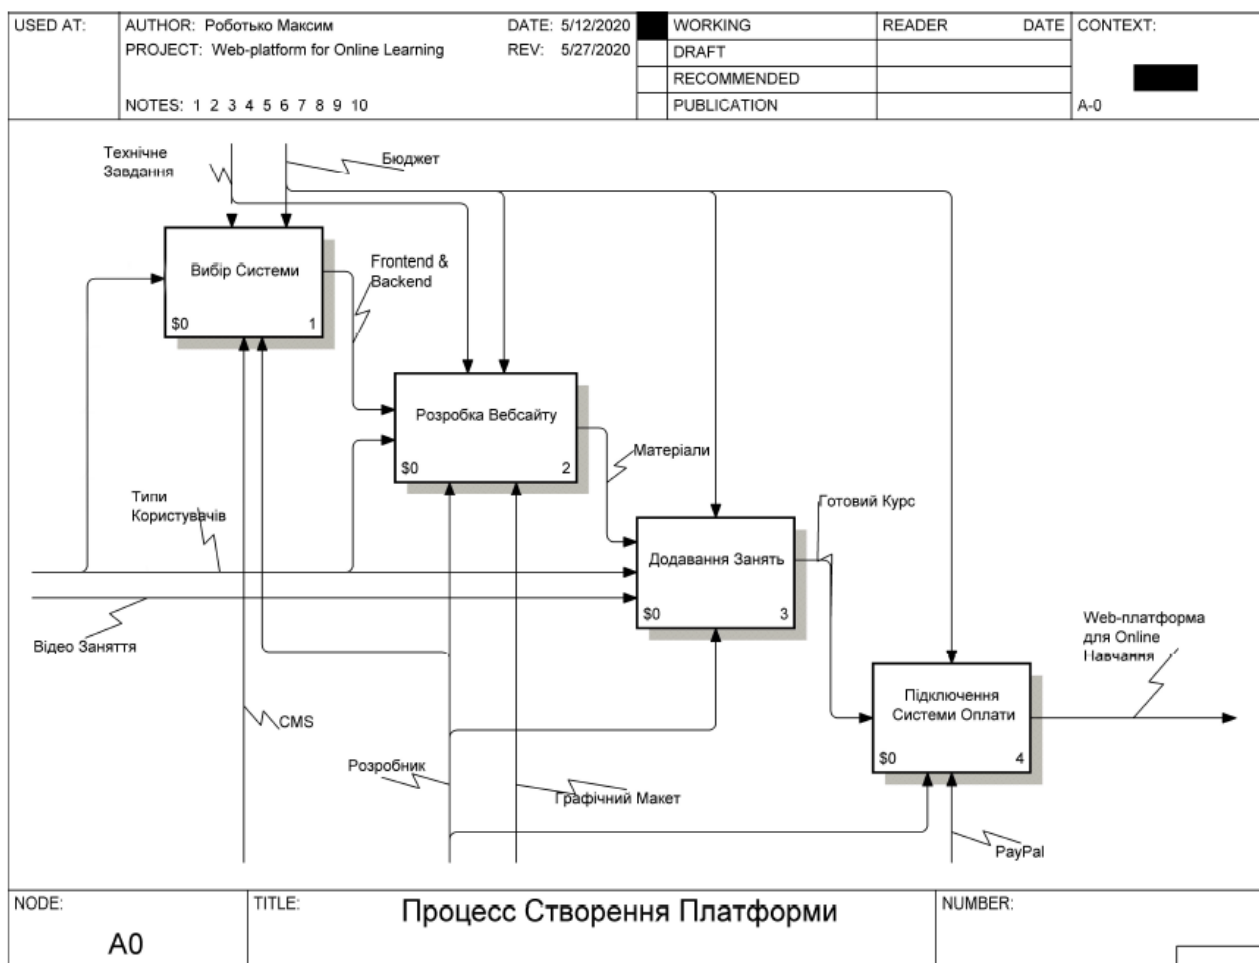 USED AT:
AUTHOR: Роботько Максим
DATE: 5/12/2020
PROJECT: Web-platform for Online Learning
REV: 5/27/2020
NOTES: 1 2 3 4 5 6 7 8 9 10
WORKING
DRAFT
RECOMMENDED
PUBLICATION
READER DATE
CONTEXT:
A-0
Технічне
Завдання
Бюджет
Вибір Системи
$0 1
Frontend &
Backend
Розробка Вебсайту
$0 2
Матеріали
Типи
Користувачів
Готовий Курс
Додавання Занять
$0 3
Відео Заняття
Web-платформа
для Online
Навчання
Підключення
Системи Оплати
$0 4
CMS
Розробник
Графічний Макет
PayPal
NODE:
A0
TITLE:
Процесс Створення Платформи
NUMBER: